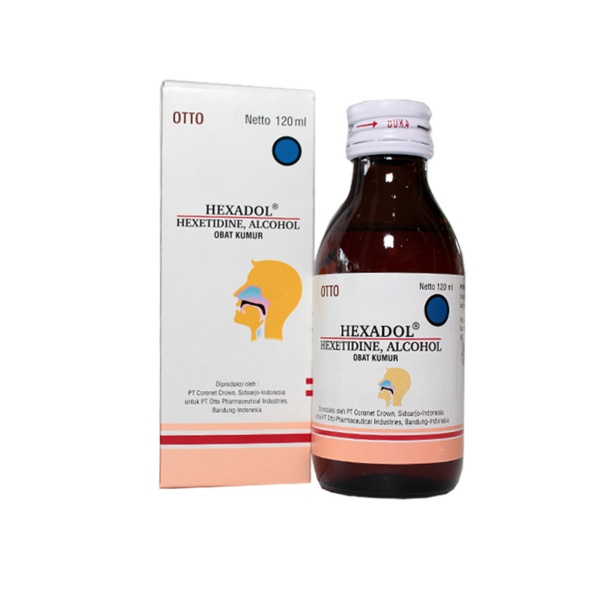 OTTO
Netto 120 ml
HEXADOL®
HEXETIDINE, ALCOHOL
OBAT KUMUR
Diproduksi oleh :
PT Coronet Crown, Sidoarjo-Indonesia
untuk PT Otto Pharmaceutical Industries,
Bandung-Indonesia
BUKA
OTTO
Netto 120 ml
HEXADOL®
HEXETIDINE, ALCOHOL
OBAT KUMUR
Diproduksi oleh PT Coronet Crown, Sidoarjo-Indonesia
untuk PT Otto Pharmaceutical Industries, Bandung-Indonesia